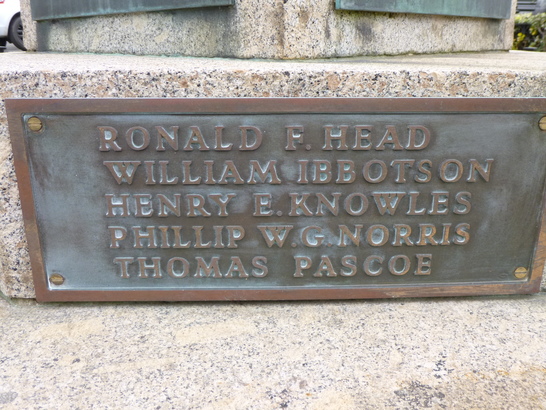 RONALD F. HEAD
WILLIAM IBBOTSON
HENRY E. KNOWLES
PHILLIP W.G. NORRIS
THOMAS PASCOE